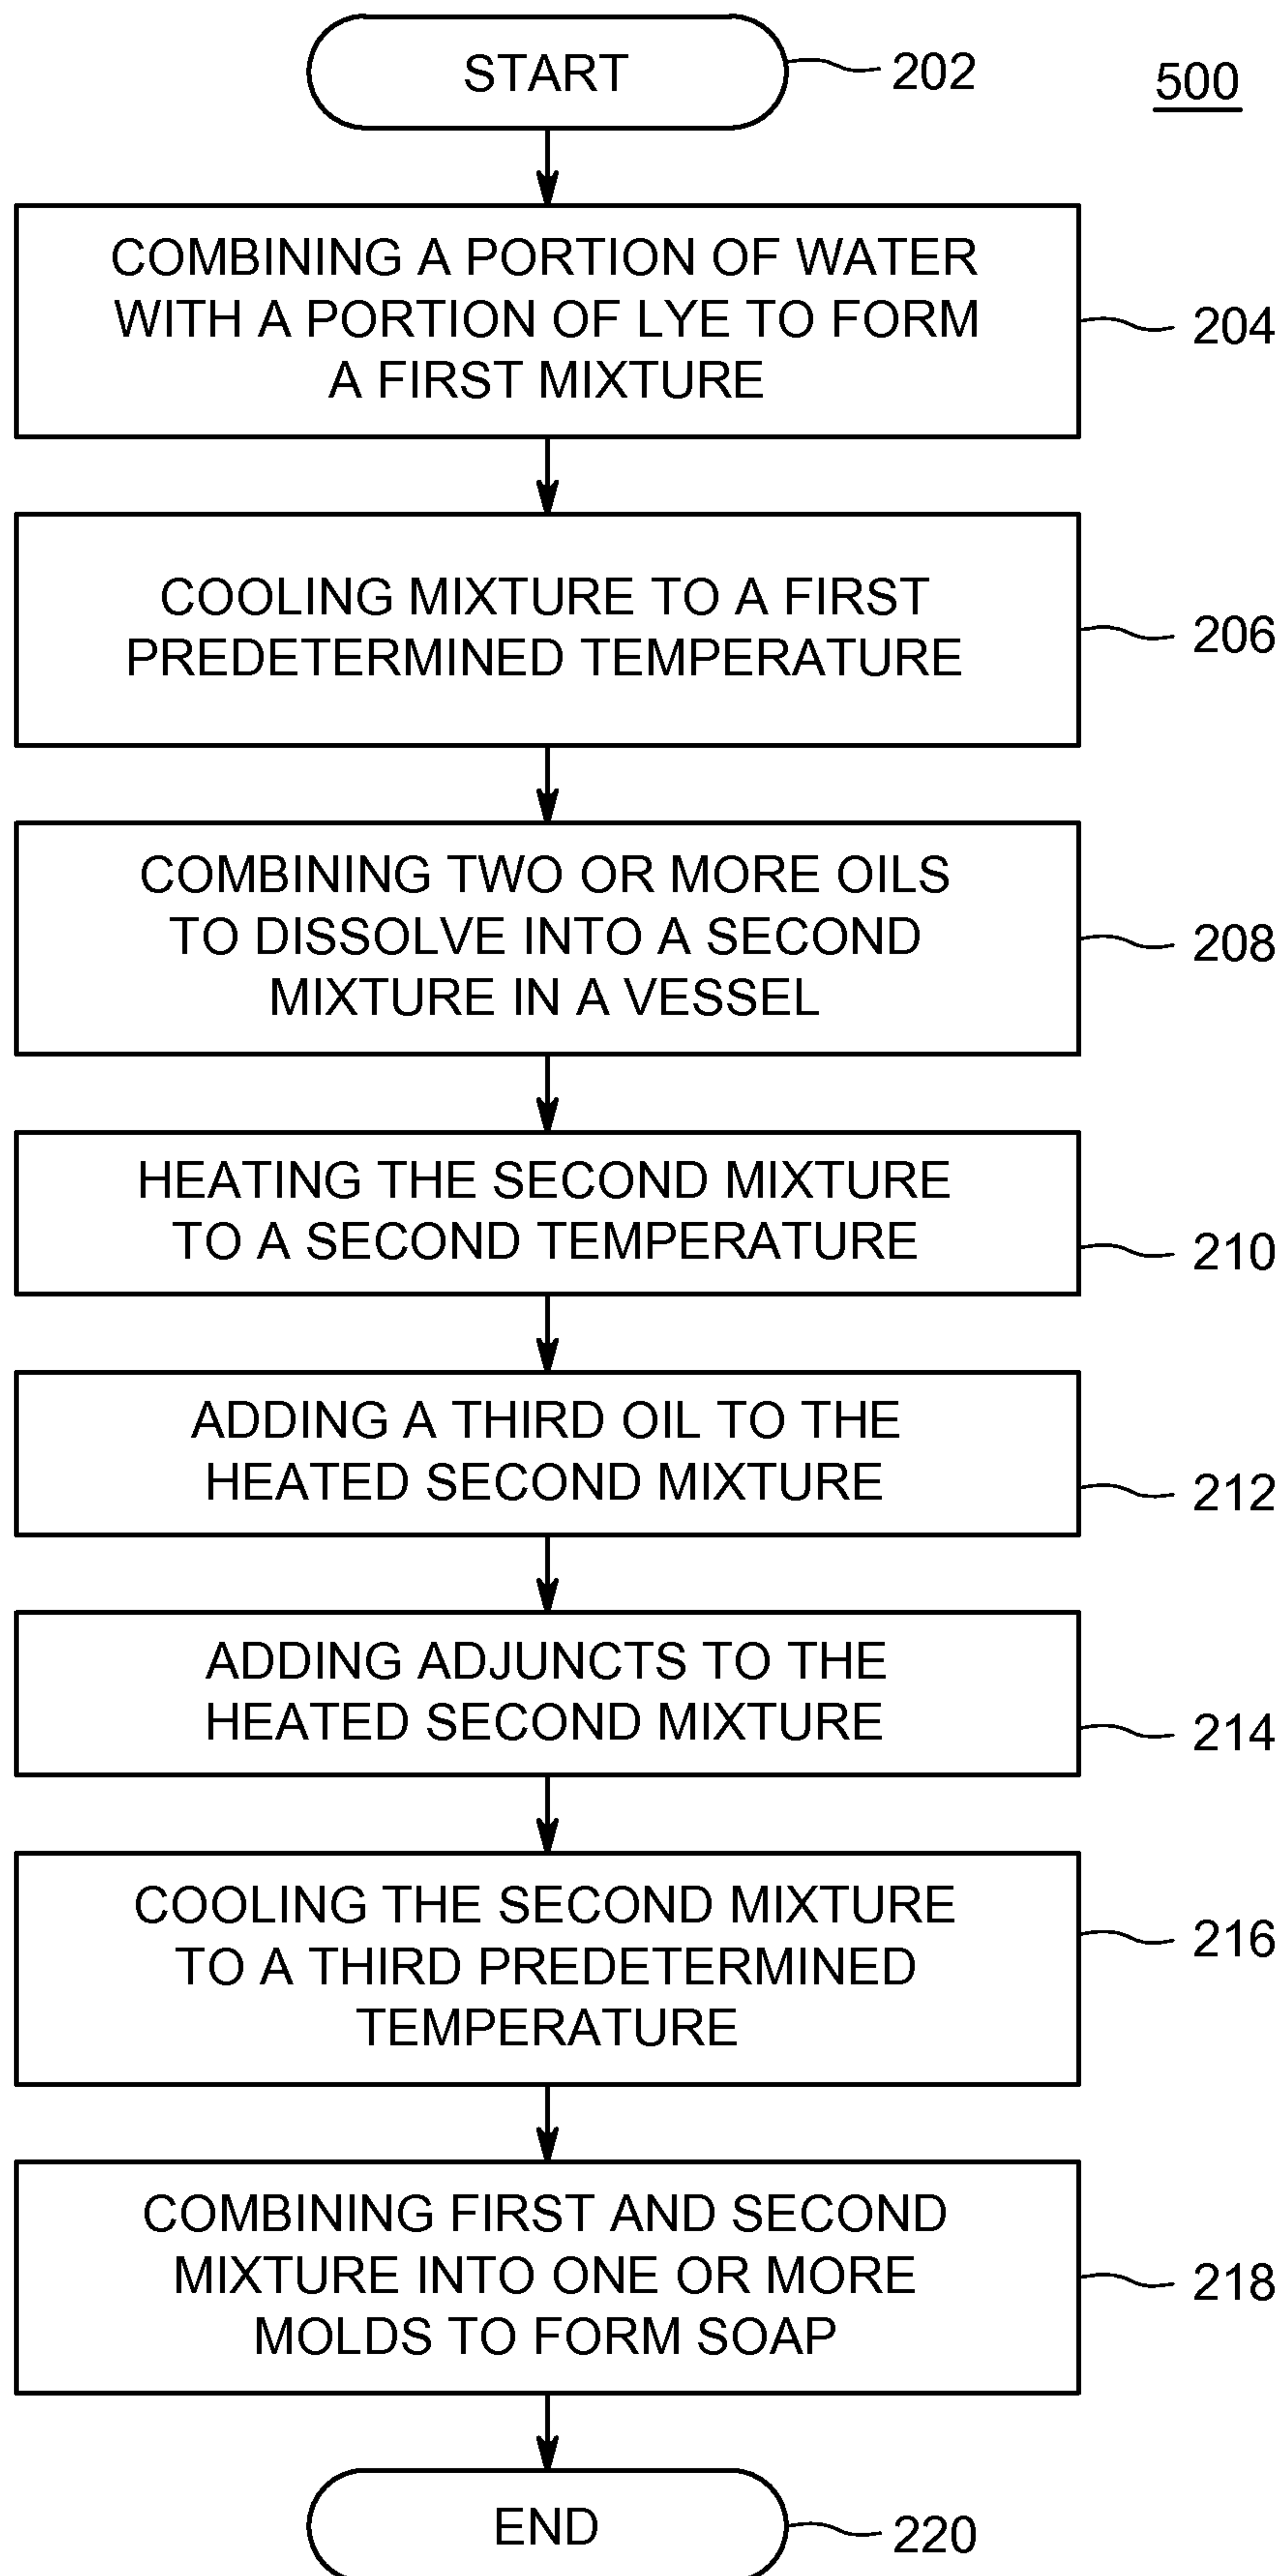 START
202
500
COMBINING A PORTION OF WATER
WITH A PORTION OF LYE TO FORM
A FIRST MIXTURE
204
COOLING MIXTURE TO A FIRST
PREDETERMINED TEMPERATURE
206
COMBINING TWO OR MORE OILS
TO DISSOLVE INTO A SECOND
MIXTURE IN A VESSEL
208
HEATING THE SECOND MIXTURE
TO A SECOND TEMPERATURE
210
ADDING A THIRD OIL TO THE
HEATED SECOND MIXTURE
212
ADDING ADJUNCTS TO THE
HEATED SECOND MIXTURE
214
COOLING THE SECOND MIXTURE
TO A THIRD PREDETERMINED
TEMPERATURE
216
COMBINING FIRST AND SECOND
MIXTURE INTO ONE OR MORE
MOLDS TO FORM SOAP
218
END
220